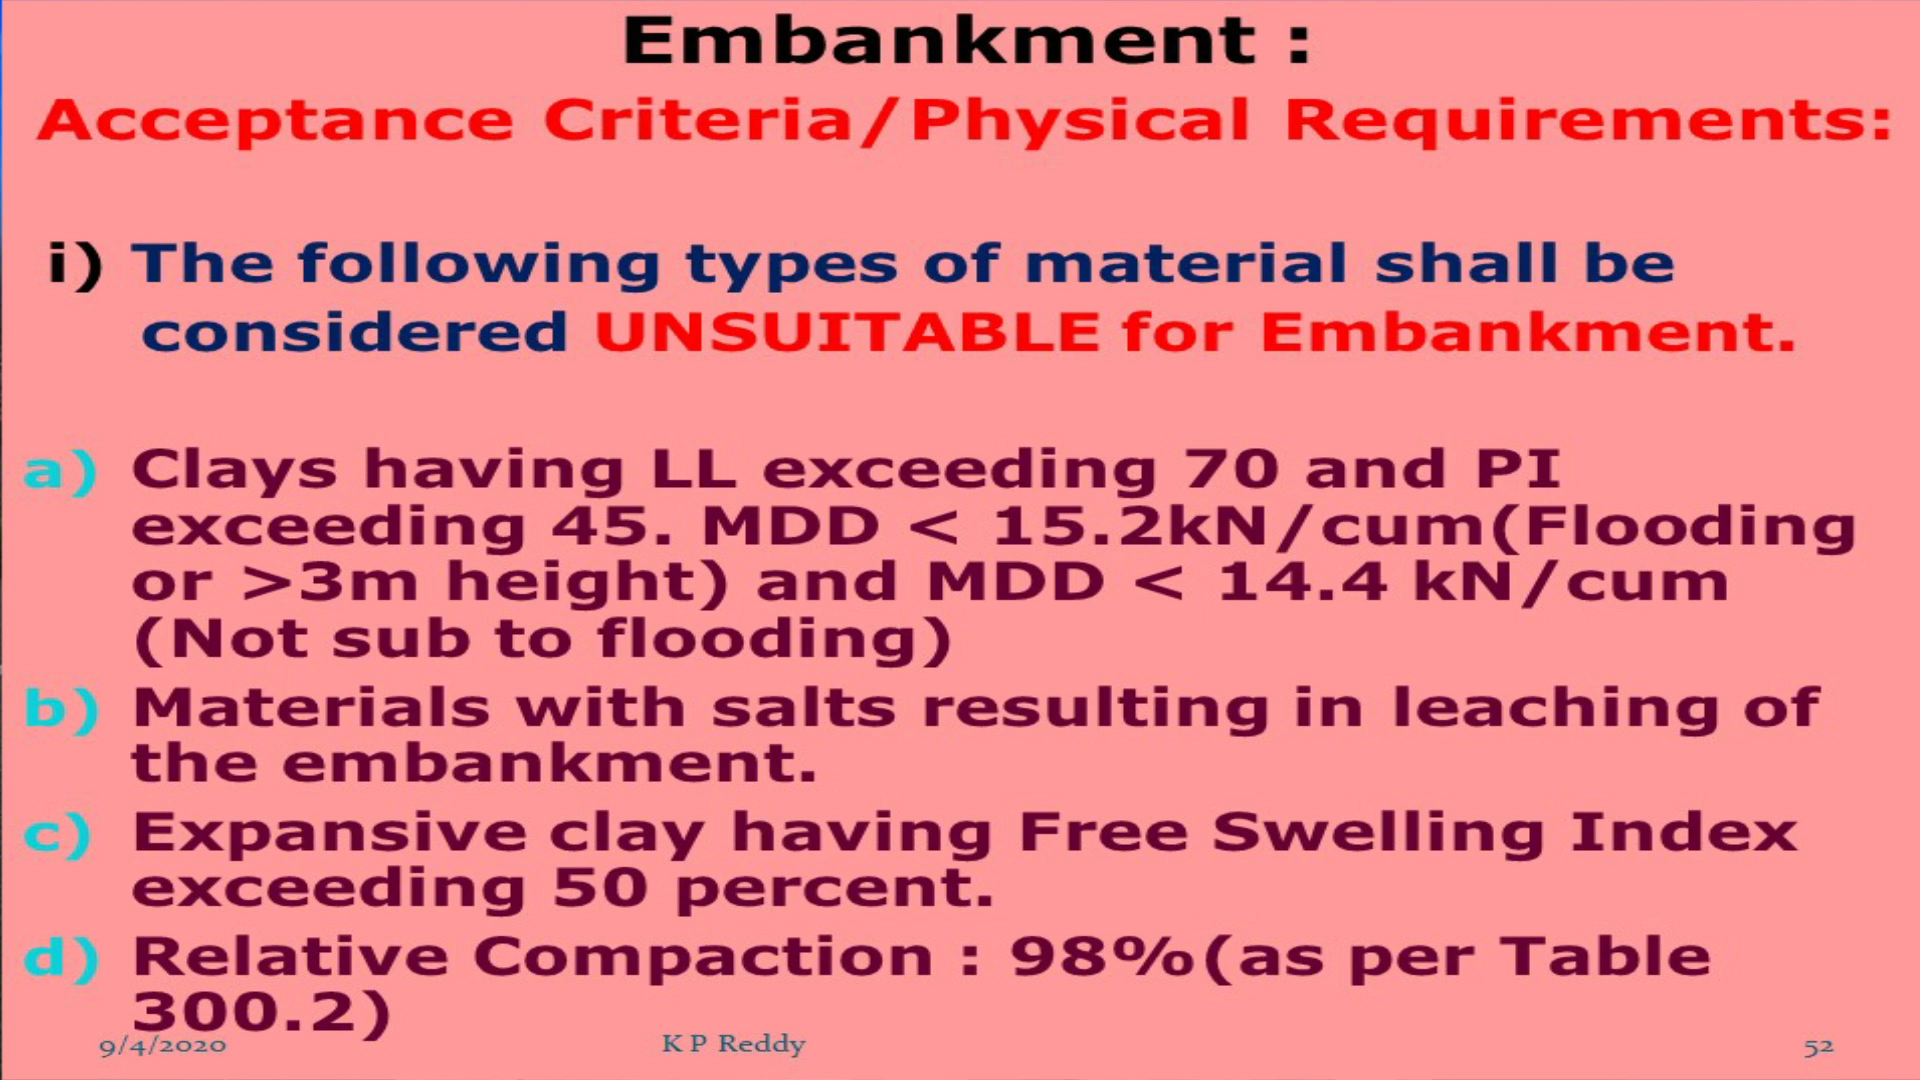 Embankment :
Acceptance Criteria/Physical Requirements:
i) The following types of material shall be
considered UNSUITABLE for Embankment.
a) Clays having LL exceeding 70 and PI
exceeding 45. MDD < 15.2kN/cum(Flooding
or >3m height) and MDD < 14.4 kN/cum
(Not sub to flooding)
b) Materials with salts resulting in leaching of
the embankment.
c) Expansive clay having Free Swelling Index
exceeding 50 percent.
d) Relative Compaction : 98%(as per Table
300.2)
9/4/2020 K P Reddy 52